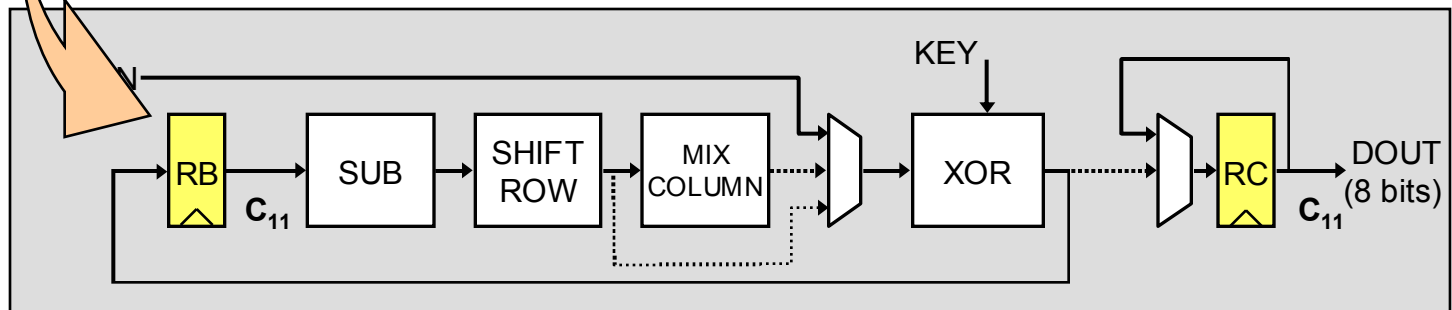 N
KEY
RB
C₁₁
SUB
SHIFT
ROW
MIX
COLUMN
XOR
RC
C₁₁
DOUT
(8 bits)